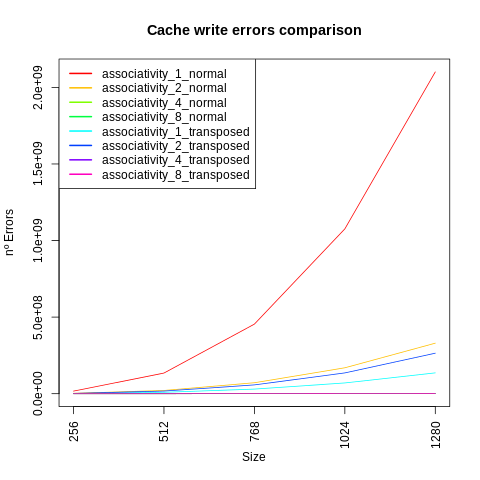 Cache write errors comparison
associativity_1_normal
associativity_2_normal
associativity_4_normal
associativity_8_normal
associativity_1_transposed
associativity_2_transposed
associativity_4_transposed
associativity_8_transposed
nº Errors
2.0e+09
1.5e+09
1.0e+09
5.0e+08
0.0e+00
256 512 768 1024 1280
Size